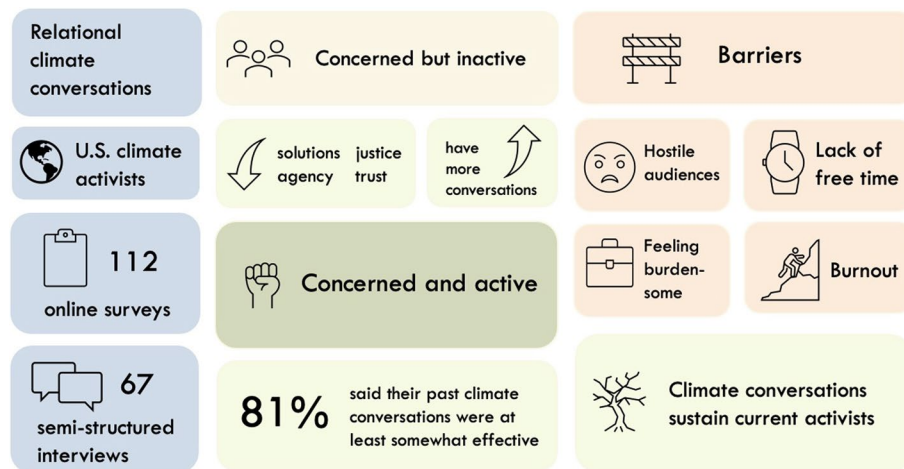 Relational
climate
conversations
U.S. climate
activists
112
online surveys
67
semi-structured
interviews
Concerned but inactive
solutions justice
agency trust
have
more
conversations
Concerned and active
81%
said their past climate
conversations were at
least somewhat effective
Barriers
Hostile
audiences
Lack of
free time
Feeling
burden-
some
Burnout
Climate conversations
sustain current activists